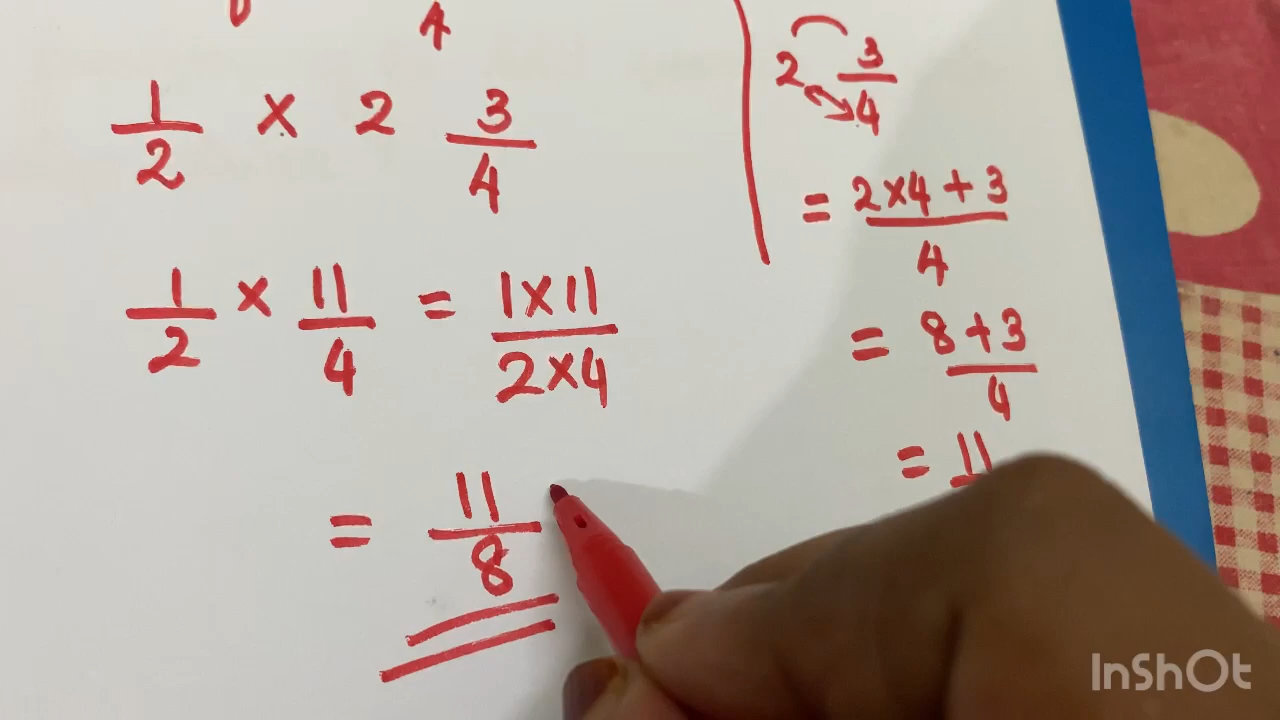 4
1/2 × 2 3/4
1/2 × 11/4 = 1×11/2×4
= 11/8
2 3/4
= 2×4+3/4
= 8+3/4
= 11
InShOt